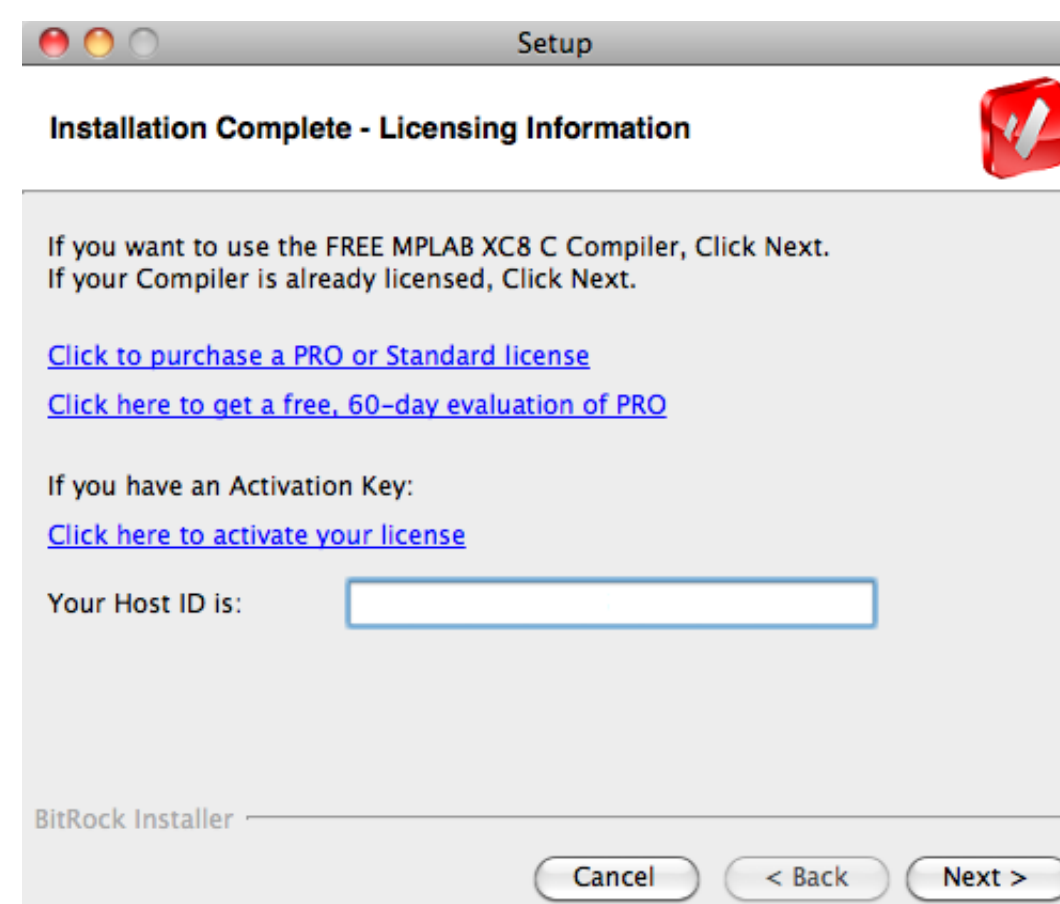 Setup
Installation Complete - Licensing Information
If you want to use the FREE MPLAB XC8 C Compiler, Click Next.
If your Compiler is already licensed, Click Next.
Click to purchase a PRO or Standard license
Click here to get a free, 60-day evaluation of PRO
If you have an Activation Key:
Click here to activate your license
Your Host ID is:
BitRock Installer
Cancel < Back Next >